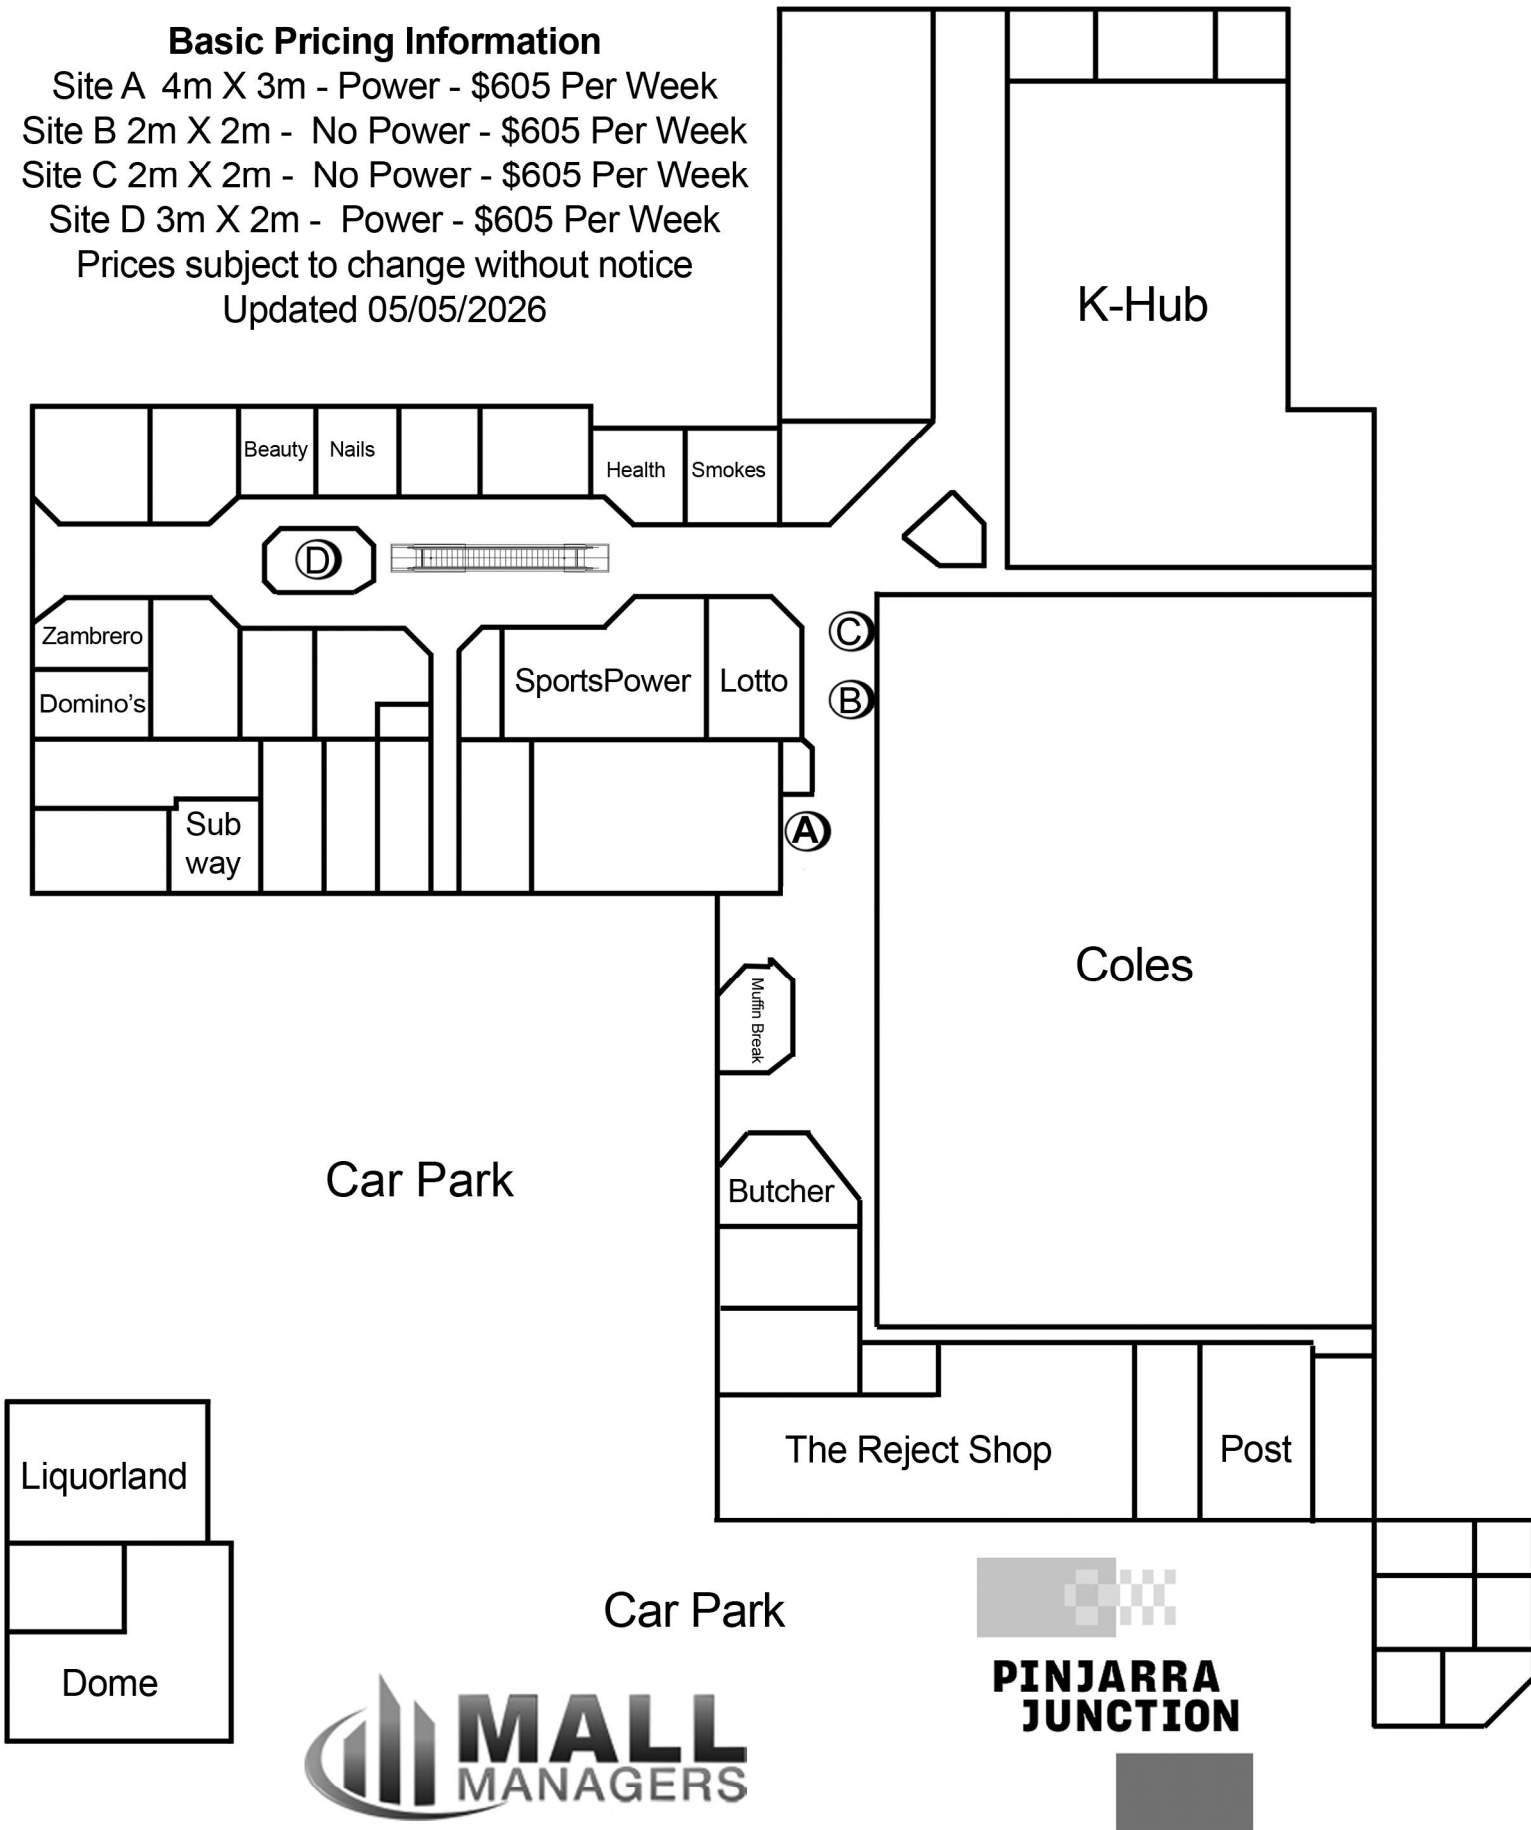 Basic Pricing Information
Site A  4m X 3m - Power - $605 Per Week
Site B 2m X 2m -  No Power - $605 Per Week
Site C 2m X 2m -  No Power - $605 Per Week
Site D 3m X 2m -  Power - $605 Per Week
Prices subject to change without notice
Updated 05/05/2026
K-Hub
Beauty
Nails
Health
Smokes
D
Zambrero
Domino's
SportsPower
Lotto
C
B
A
Sub
way
Coles
Muffin Break
Car Park
Butcher
The Reject Shop
Post
Liquorland
Dome
Car Park
MALL
MANAGERS
PINJARRA
JUNCTION